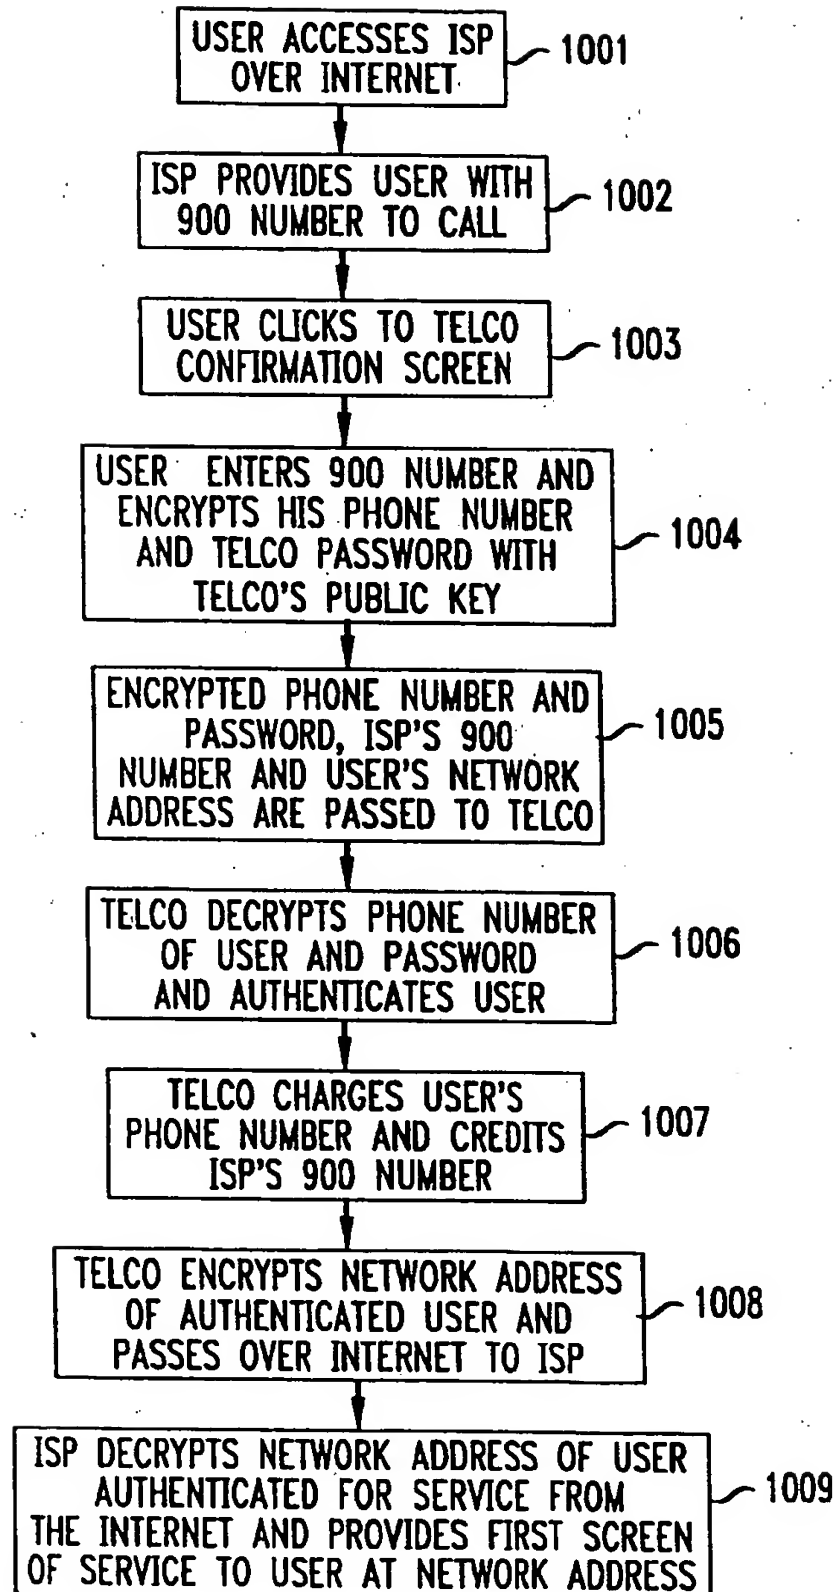 USER ACCESSES ISP
OVER INTERNET
1001
ISP PROVIDES USER WITH
900 NUMBER TO CALL
1002
USER CLICKS TO TELCO
CONFIRMATION SCREEN
1003
USER ENTERS 900 NUMBER AND
ENCRYPTS HIS PHONE NUMBER
AND TELCO PASSWORD WITH
TELCO'S PUBLIC KEY
1004
ENCRYPTED PHONE NUMBER AND
PASSWORD, ISP'S 900
NUMBER AND USER'S NETWORK
ADDRESS ARE PASSED TO TELCO
1005
TELCO DECRYPTS PHONE NUMBER
OF USER AND PASSWORD
AND AUTHENTICATES USER
1006
TELCO CHARGES USER'S
PHONE NUMBER AND CREDITS
ISP'S 900 NUMBER
1007
TELCO ENCRYPTS NETWORK ADDRESS
OF AUTHENTICATED USER AND
PASSES OVER INTERNET TO ISP
1008
ISP DECRYPTS NETWORK ADDRESS OF USER
AUTHENTICATED FOR SERVICE FROM
THE INTERNET AND PROVIDES FIRST SCREEN
OF SERVICE TO USER AT NETWORK ADDRESS
1009